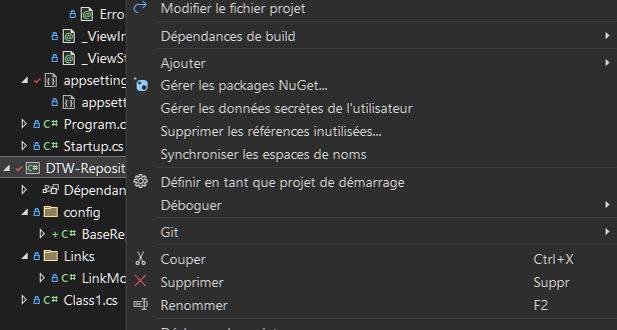 Erro
_ViewIm
_ViewSt
appsetting
appsett
Program.c
Startup.cs
DTW-Reposit
Dépendan
config
BaseRe
Links
LinkMo
Class1.cs
Modifier le fichier projet
Dépendances de build
Ajouter
Gérer les packages NuGet...
Gérer les données secrètes de l'utilisateur
Supprimer les références inutilisées...
Synchroniser les espaces de noms
Définir en tant que projet de démarrage
Déboguer
Git
Couper Ctrl+X
Supprimer Suppr
Renommer F2